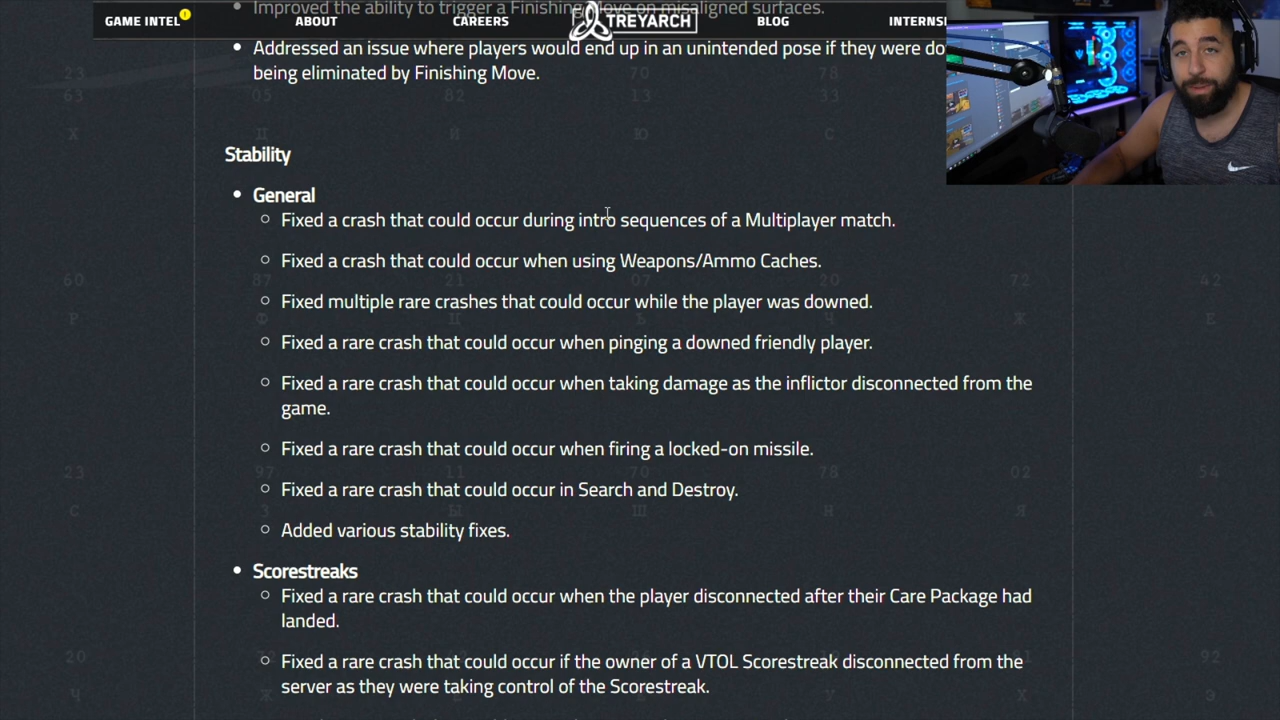 Improved the ability to trigger a Finishing Move on misaligned surfaces.
GAME INTEL
ABOUT
CAREERS
TREYARCH
BLOG
INTERNS
Addressed an issue where players would end up in an unintended pose if they were do
being eliminated by Finishing Move.
Stability
General
Fixed a crash that could occur during intro sequences of a Multiplayer match.
Fixed a crash that could occur when using Weapons/Ammo Caches.
Fixed multiple rare crashes that could occur while the player was downed.
Fixed a rare crash that could occur when pinging a downed friendly player.
Fixed a rare crash that could occur when taking damage as the inflictor disconnected from the
game.
Fixed a rare crash that could occur when firing a locked-on missile.
Fixed a rare crash that could occur in Search and Destroy.
Added various stability fixes.
Scorestreaks
Fixed a rare crash that could occur when the player disconnected after their Care Package had
landed.
Fixed a rare crash that could occur if the owner of a VTOL Scorestreak disconnected from the
server as they were taking control of the Scorestreak.